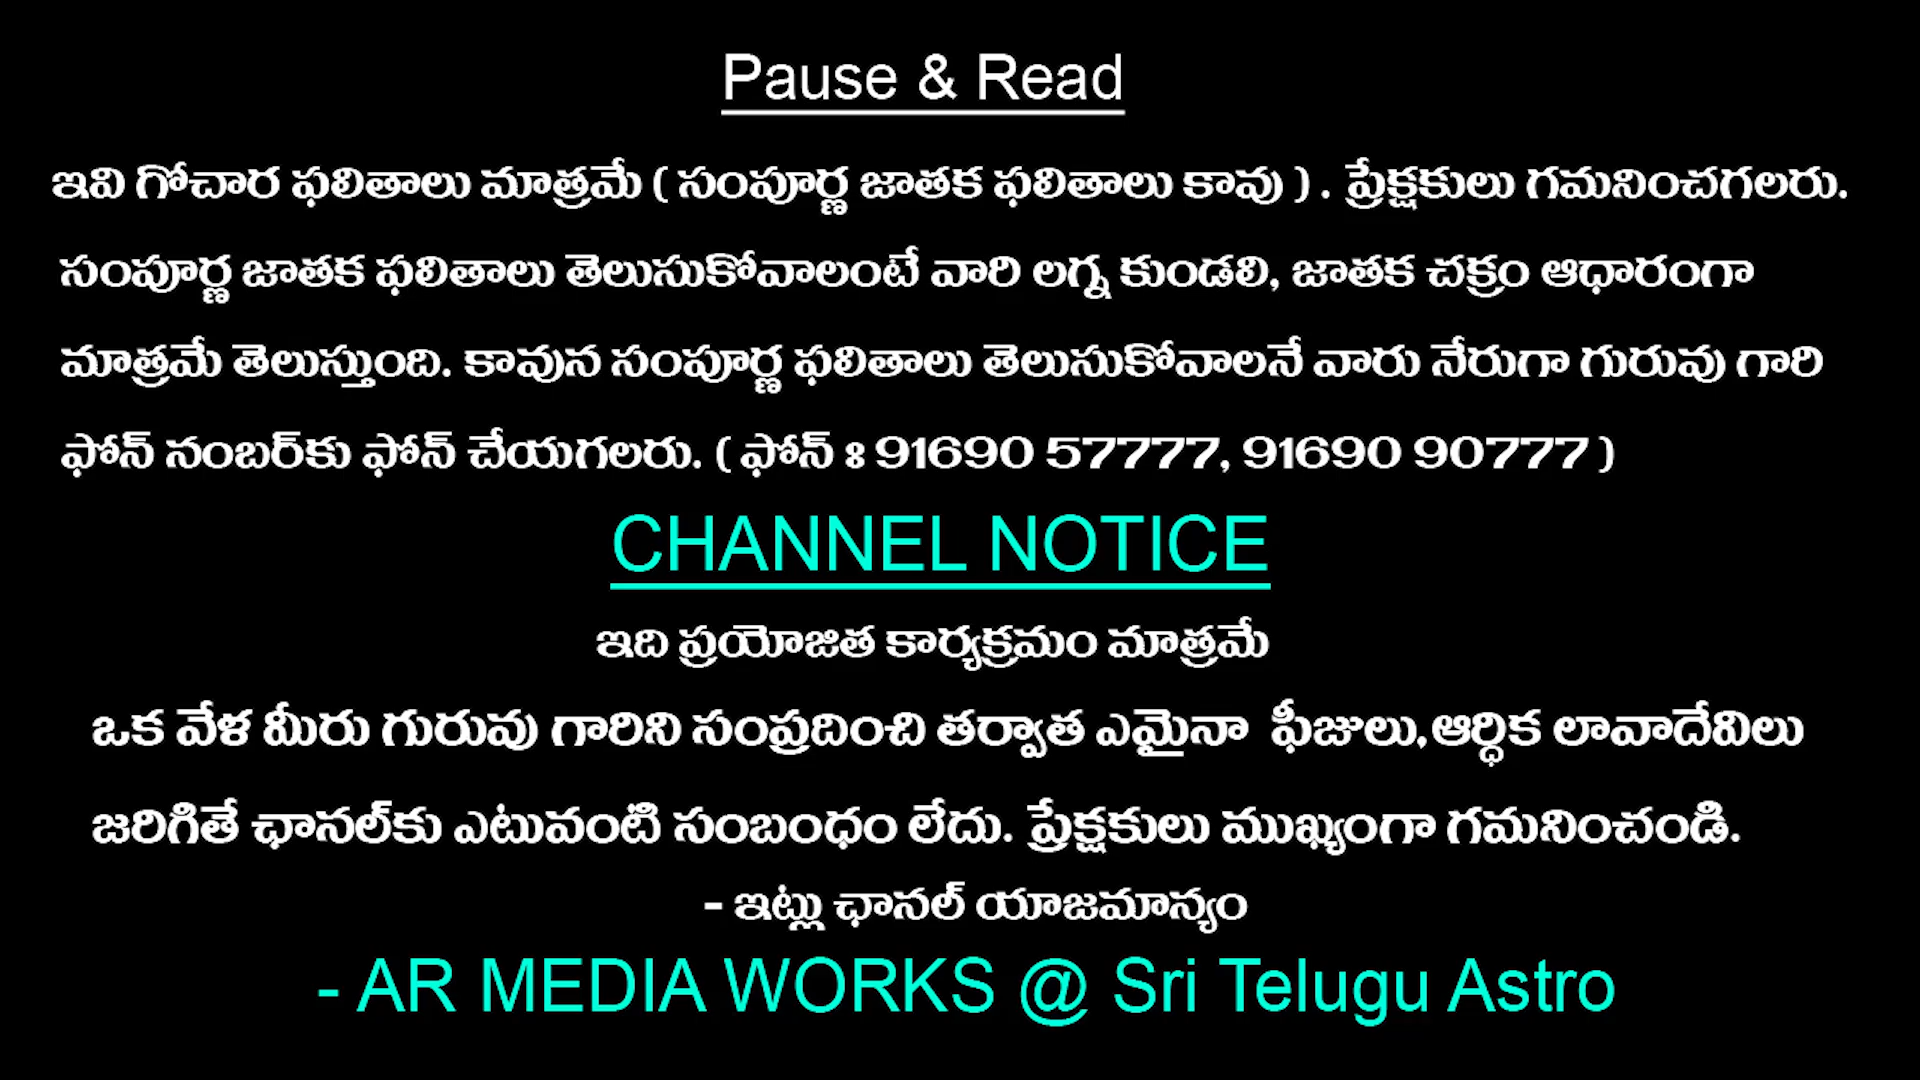 Pause & Read
ఇవి గోచార ఫలితాలు మాత్రమే ( సంపూర్ణ జాతక ఫలితాలు కావు ) . ప్రేక్షకులు గమనించగలరు.
సంపూర్ణ జాతక ఫలితాలు తెలుసుకోవాలంటే వారి లగ్న కుండలి, జాతక చక్రం ఆధారంగా
మాత్రమే తెలుస్తుంది. కావున సంపూర్ణ ఫలితాలు తెలుసుకోవాలనే వారు నేరుగా గురువు గారి
ఫోన్ నంబర్‌కు ఫోన్ చేయగలరు. ( ఫోన్ : 91690 57777, 91690 90777 )
CHANNEL NOTICE
ఇది ప్రయోజిత కార్యక్రమం మాత్రమే
ఒక వేళ మీరు గురువు గారిని సంప్రదించి తర్వాత ఎమైనా ఫీజులు,ఆర్ధిక లావాదేవిలు
జరిగితే ఛానల్‌కు ఎటువంటి సంబంధం లేదు. ప్రేక్షకులు ముఖ్యంగా గమనించండి.
- ఇట్లు ఛానల్ యాజమాన్యం
- AR MEDIA WORKS @ Sri Telugu Astro